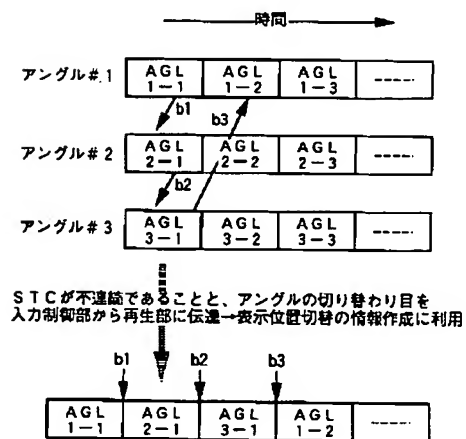 時間
アングル#1
AGL 1-1
AGL 1-2
AGL 1-3
b1
b3
アングル#2
AGL 2-1
AGL 2-2
AGL 2-3
b2
アングル#3
AGL 3-1
AGL 3-2
AGL 3-3
STCが不連続であることと、アングルの切り替わり目を
入力制御部から再生部に伝達→表示位置切替の情報作成に利用
b1
b2
b3
AGL 1-1
AGL 2-1
AGL 3-1
AGL 1-2